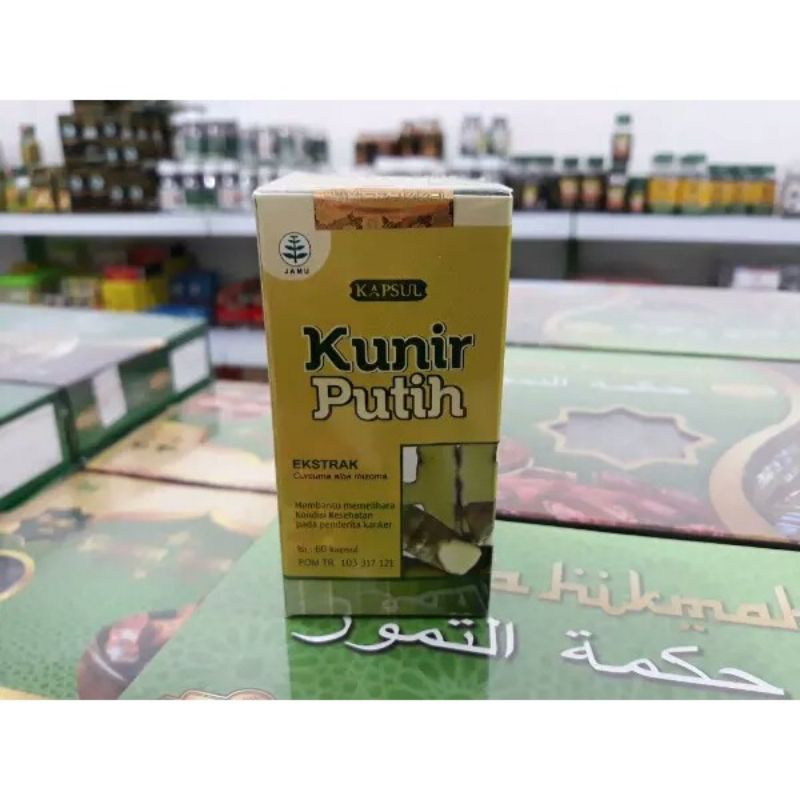 JAMU
KAPSUL
Kunir
Putih
EKSTRAK
Curcuma alba rhizoma
Membantu memelihara
Kondisi Kesehatan
pada penderita kanker
Isi : 60 kapsul
POM TR. 103 317 121
a hikmah
حكمة التمور